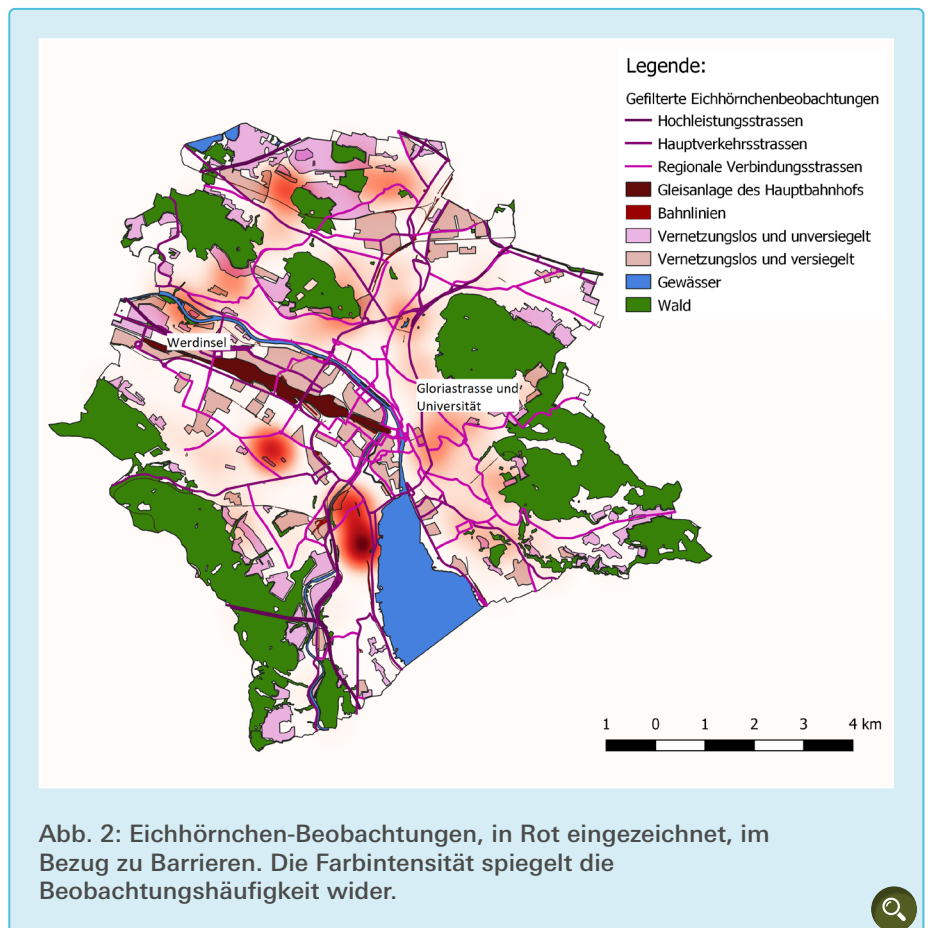 Legende:
Gefilterte Eichhörnchenbeobachtungen
Hochleistungsstrassen
Hauptverkehrsstrassen
Regionale Verbindungsstrassen
Gleisanlage des Hauptbahnhofs
Bahnlinien
Vernetzungslos und unversiegelt
Vernetzungslos und versiegelt
Gewässer
Wald
Werdinsel
Gloriastrasse und
Universität
1 0 1 2 3 4 km
Abb. 2: Eichhörnchen-Beobachtungen, in Rot eingezeichnet, im
Bezug zu Barrieren. Die Farbintensität spiegelt die
Beobachtungshäufigkeit wider.